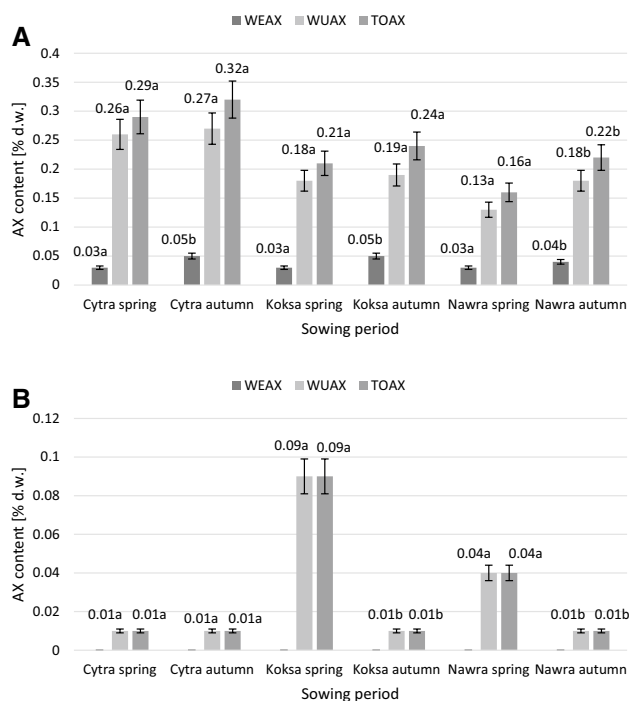 A
WEAX WUAX TOAX
AX content [% d.w.]
0.4
0.35
0.3
0.25
0.2
0.15
0.1
0.05
0
0.03a 0.26a 0.29a
0.05b 0.27a 0.32a
0.03a 0.18a 0.21a
0.05b 0.19a 0.24a
0.03a 0.13a 0.16a
0.04b 0.18b 0.22b
Cytra spring Cytra autumn Koksa spring Koksa autumn Nawra spring Nawra autumn
Sowing period
B
WEAX WUAX TOAX
AX content [% d.w.]
0.12
0.1
0.08
0.06
0.04
0.02
0
0.01a 0.01a
0.01a 0.01a
0.09a 0.09a
0.01b 0.01b
0.04a 0.04a
0.01b 0.01b
Cytra spring Cytra autumn Koksa spring Koksa autumn Nawra spring Nawra autumn
Sowing period